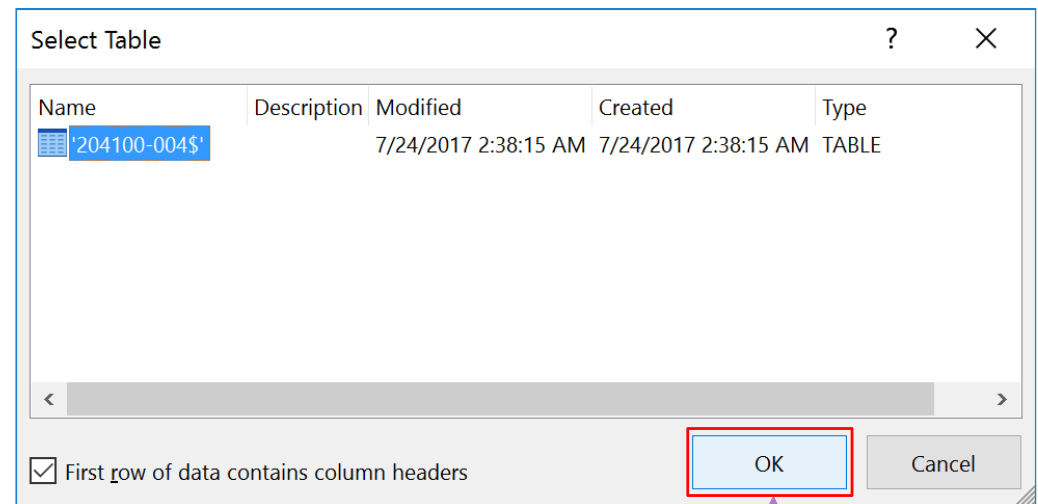 Select Table ?
Name Description Modified Created Type
'204100-004$' 7/24/2017 2:38:15 AM 7/24/2017 2:38:15 AM TABLE
First row of data contains column headers OK Cancel